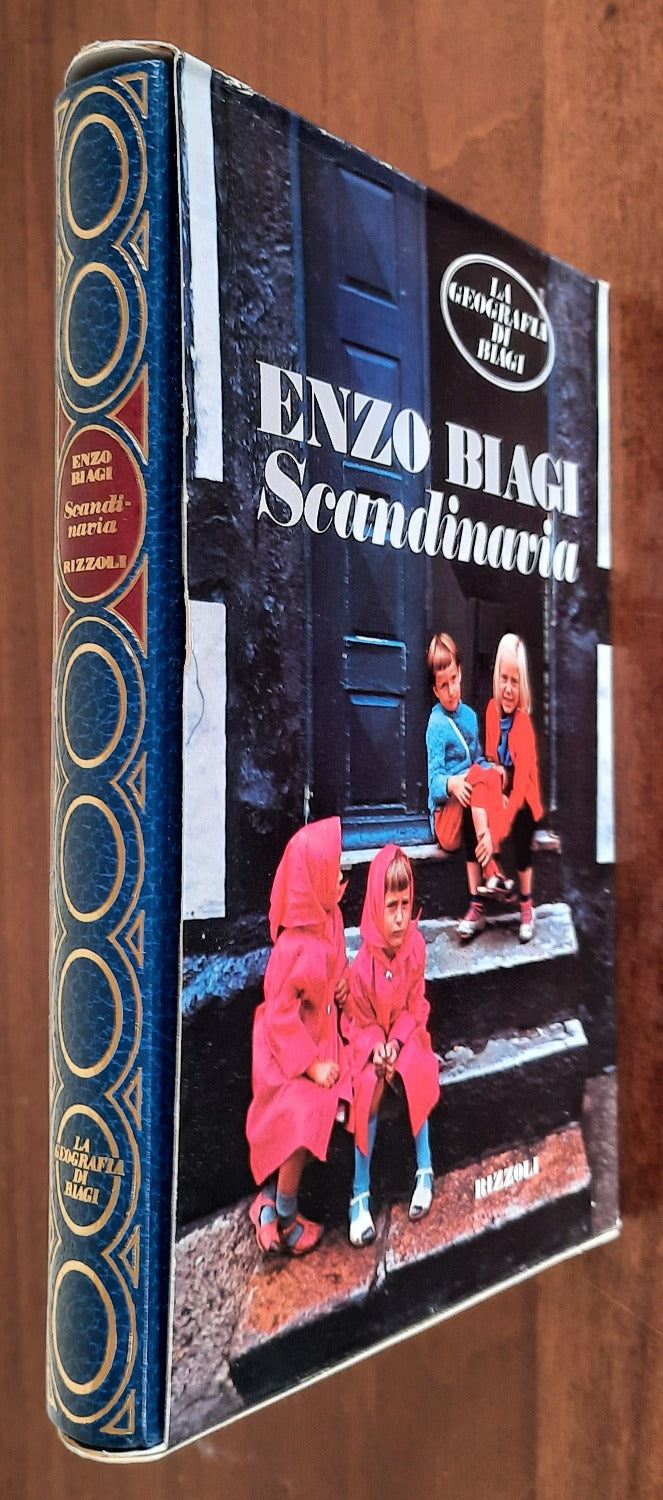 ENZO
BIAGI
Scandi-
navia
RIZZOLI
LA
GEOGRAFIA
DI
BIAGI
LA
GEOGRAFIA
DI
BIAGI
ENZO BIAGI
Scandinavia
RIZZOLI